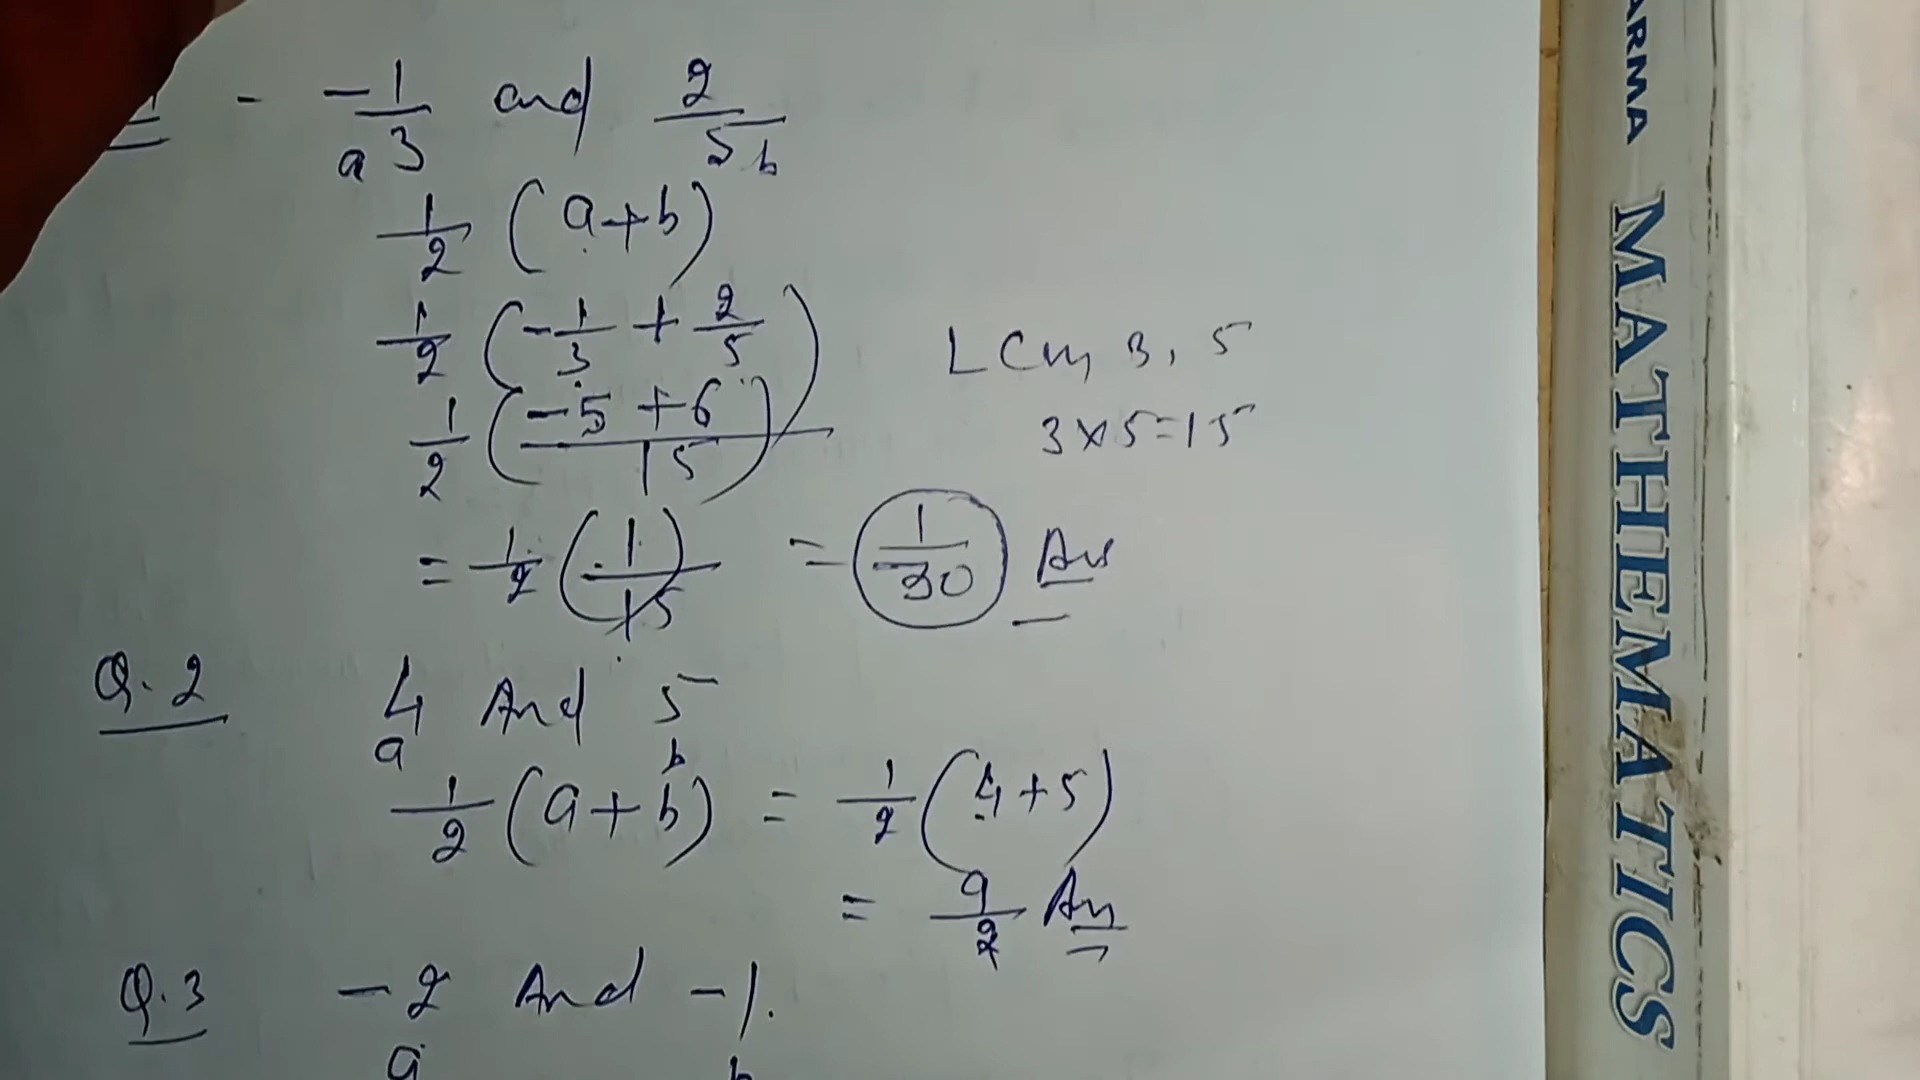 - -1/3 and 2/5
a b
1/2 (a+b)
1/2 (-1/3 + 2/5)
LCM 3, 5
1/2 (-5+6/15)
3×5=15
= 1/2 (1/15) = 1/30 Ans
Q.2 4 And 5
a b
1/2 (a+b) = 1/2 (4+5)
= 9/2 Ans
Q.3 -2 And -1.
a b
ARMA MATHEMATICS